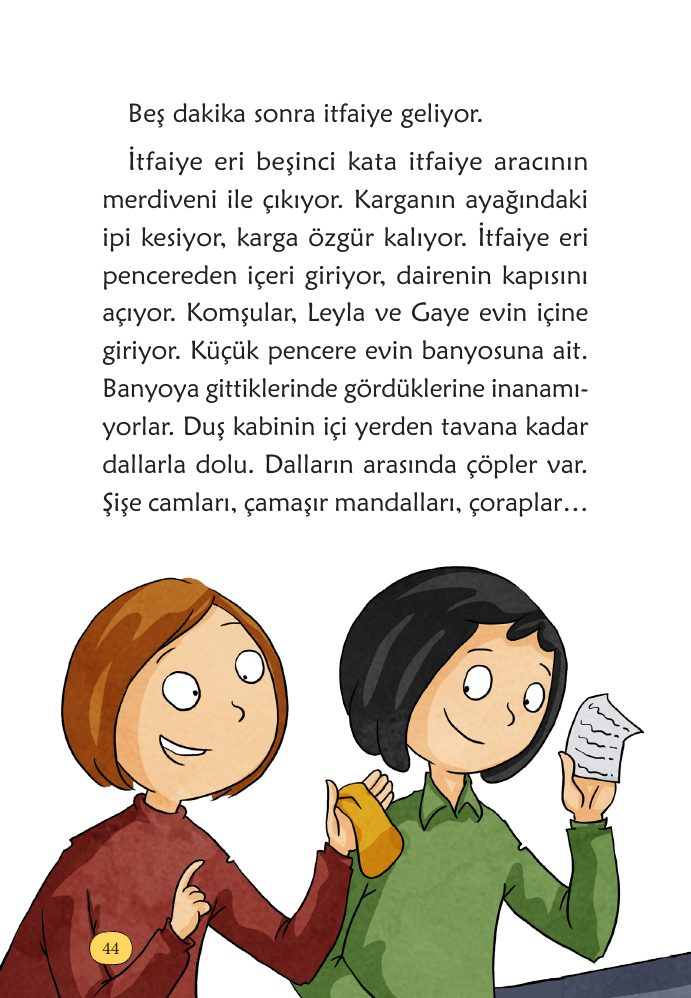 Beş dakika sonra itfaiye geliyor.
İtfaiye eri beşinci kata itfaiye aracının
merdiveni ile çıkıyor. Karganın ayağındaki
ipi kesiyor, karga özgür kalıyor. İtfaiye eri
pencereden içeri giriyor, dairenin kapısını
açıyor. Komşular, Leyla ve Gaye evin içine
giriyor. Küçük pencere evin banyosuna ait.
Banyoya gittiklerinde gördüklerine inanamı-
yorlar. Duş kabinin içi yerden tavana kadar
dallarla dolu. Dalların arasında çöpler var.
Şişe camları, çamaşır mandalları, çoraplar…
44